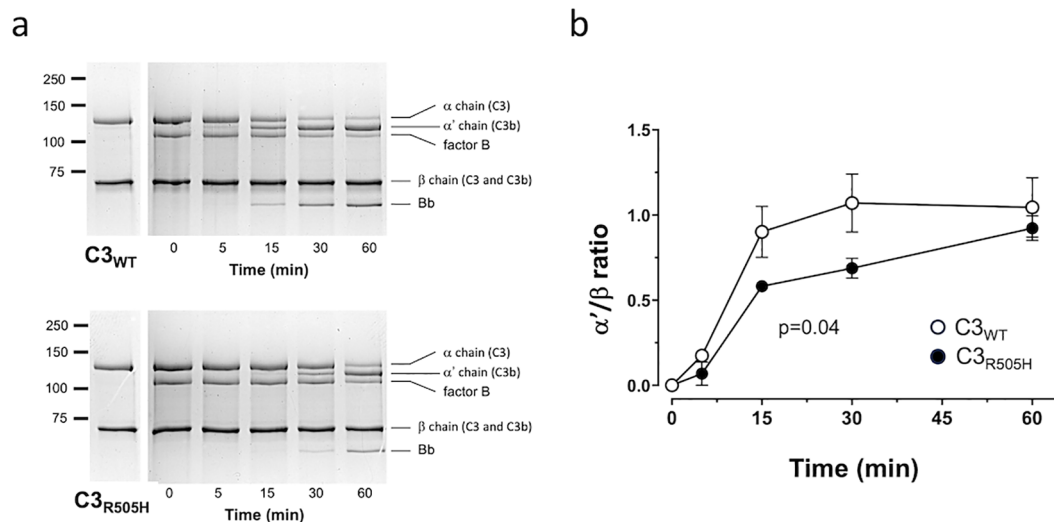 a
250
150
100
75
α chain (C3)
α' chain (C3b)
factor B
β chain (C3 and C3b)
Bb
C3WT
0 5 15 30 60
Time (min)
250
150
100
75
α chain (C3)
α' chain (C3b)
factor B
β chain (C3 and C3b)
Bb
C3R505H
0 5 15 30 60
Time (min)
b
α'/β ratio
1.5
1.0
0.5
0.0
p=0.04
C3WT
C3R505H
0 15 30 45 60
Time (min)